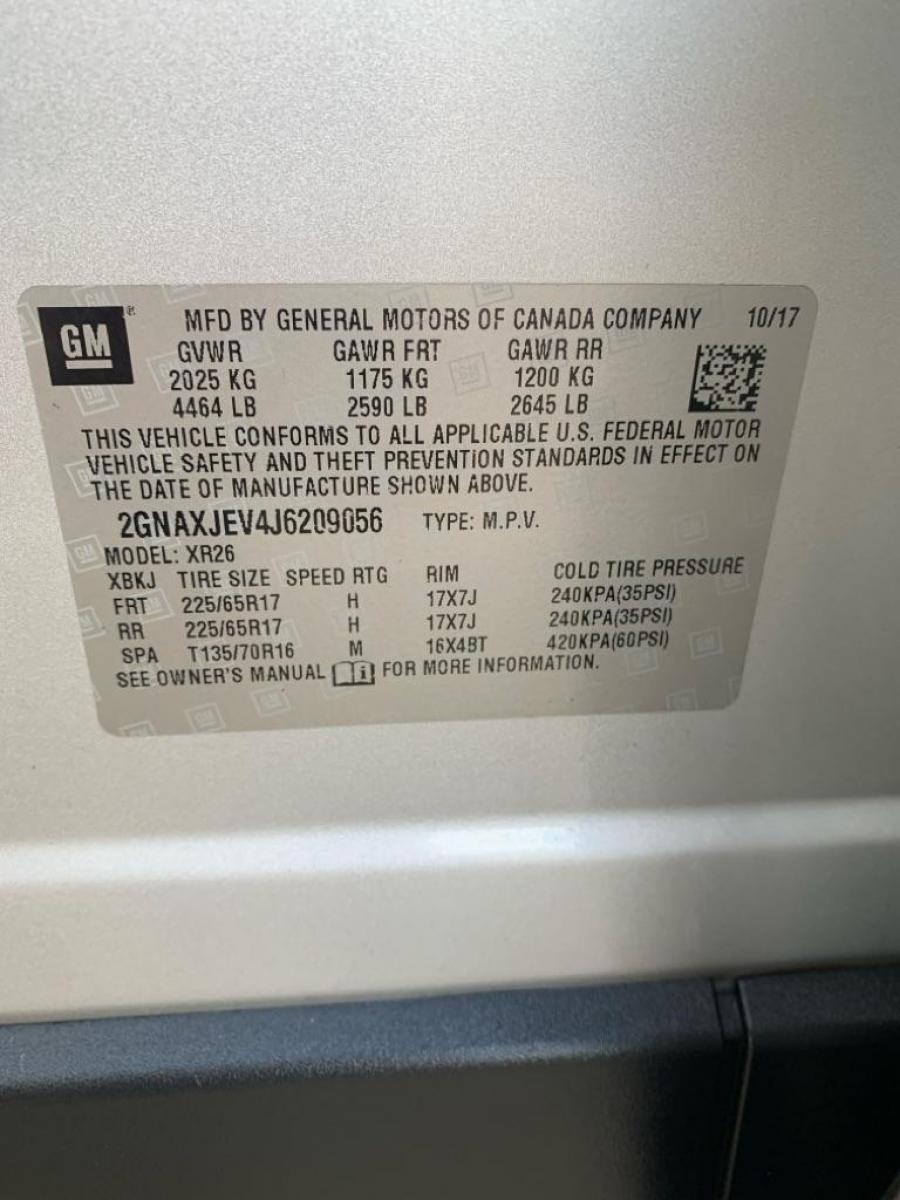 GM ® MFD BY GENERAL MOTORS OF CANADA COMPANY 10/17
GVWR GAWR FRT GAWR RR
2025 KG 1175 KG 1200 KG
4464 LB 2590 LB 2645 LB
THIS VEHICLE CONFORMS TO ALL APPLICABLE U.S. FEDERAL MOTOR
VEHICLE SAFETY AND THEFT PREVENTION STANDARDS IN EFFECT ON
THE DATE OF MANUFACTURE SHOWN ABOVE.
2GNAXJEV4J6209056 TYPE: M.P.V.
MODEL: XR26
XBKJ TIRE SIZE SPEED RTG RIM COLD TIRE PRESSURE
FRT 225/65R17 H 17X7J 240KPA(35PSI)
RR 225/65R17 H 17X7J 240KPA(35PSI)
SPA T135/70R16 M 16X4BT 420KPA(60PSI)
SEE OWNER'S MANUAL i FOR MORE INFORMATION.